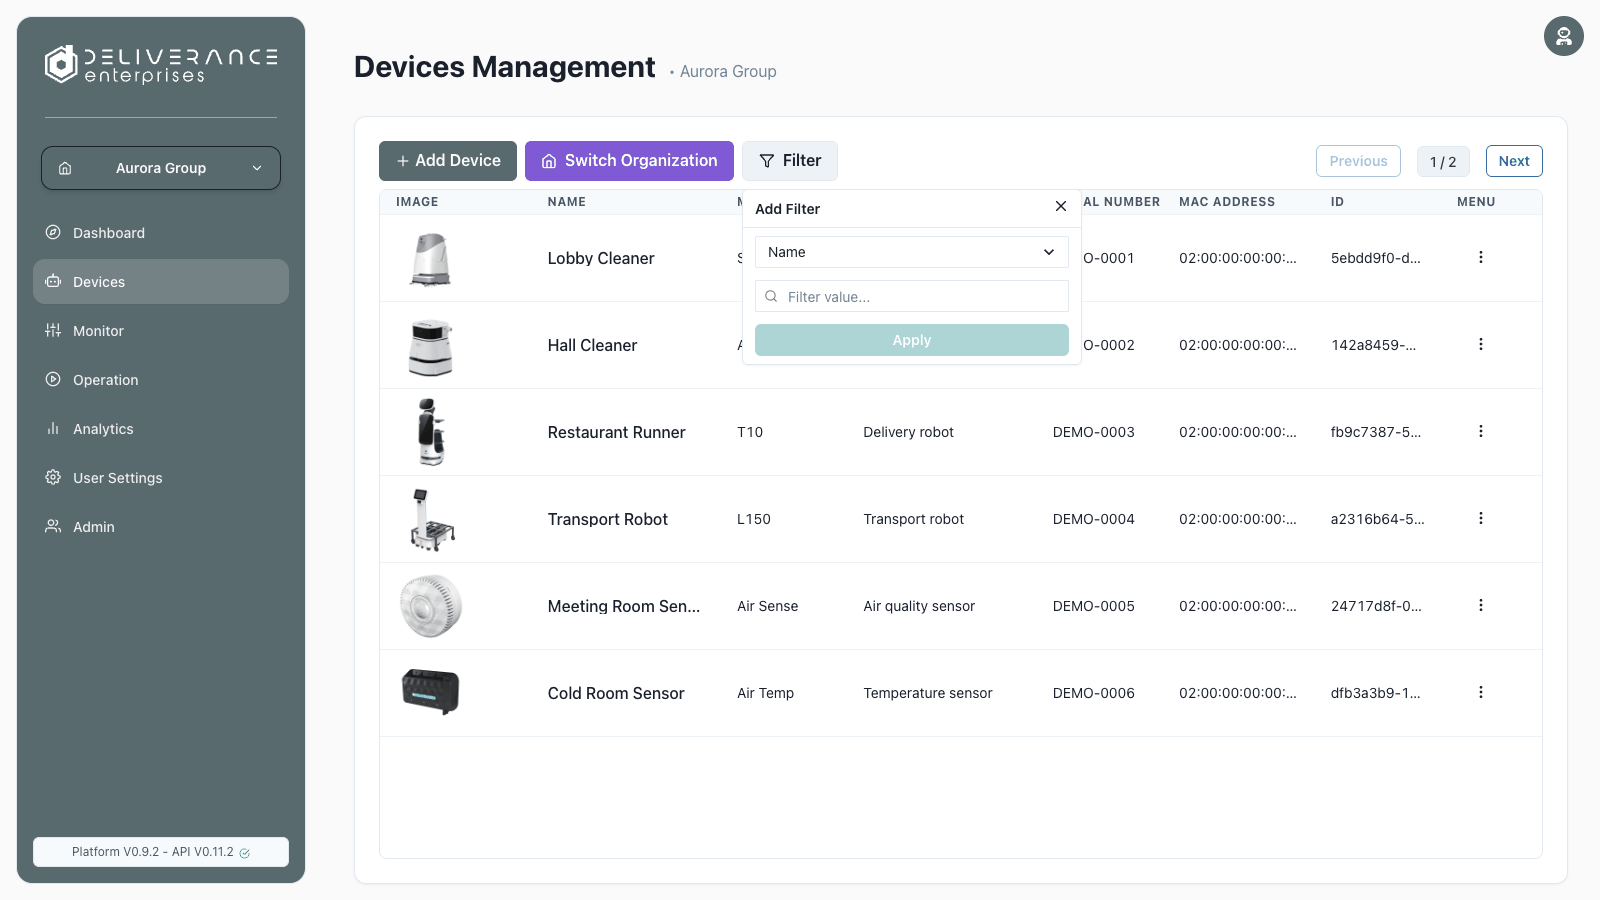 DELIVERANCE
enterprises
Aurora Group
Dashboard
Devices
Monitor
Operation
Analytics
User Settings
Admin
Platform V0.9.2 - API V0.11.2
Devices Management • Aurora Group
+ Add Device Switch Organization Filter Previous 1 / 2 Next
IMAGE NAME AL NUMBER MAC ADDRESS ID MENU
Add Filter
Name
Filter value...
Apply
Lobby Cleaner O-0001 02:00:00:00:00:... 5ebdd9f0-d...
Hall Cleaner O-0002 02:00:00:00:00:... 142a8459-...
Restaurant Runner T10 Delivery robot DEMO-0003 02:00:00:00:00:... fb9c7387-5...
Transport Robot L150 Transport robot DEMO-0004 02:00:00:00:00:... a2316b64-5...
Meeting Room Sen... Air Sense Air quality sensor DEMO-0005 02:00:00:00:00:... 24717d8f-0...
Cold Room Sensor Air Temp Temperature sensor DEMO-0006 02:00:00:00:00:... dfb3a3b9-1...